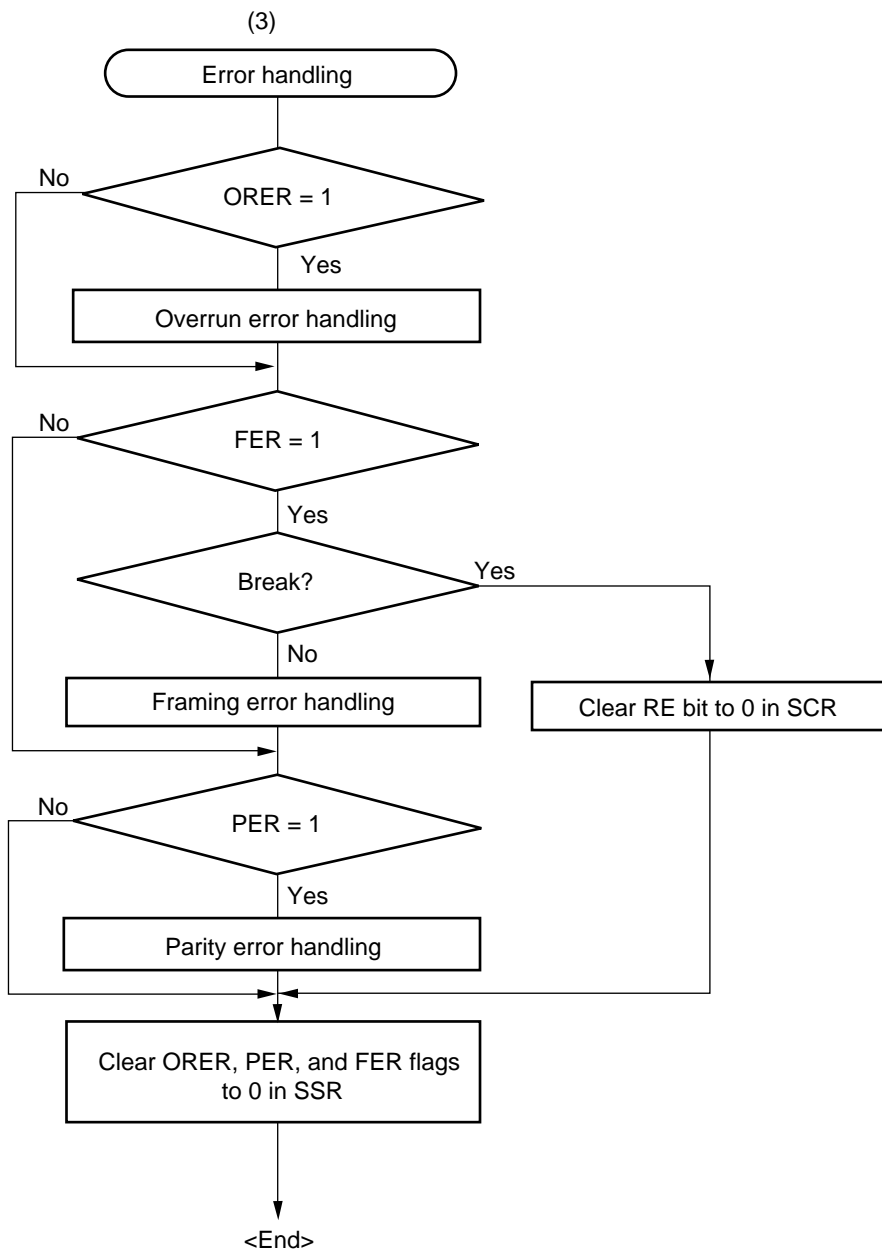 (3)
Error handling
No
ORER = 1
Yes
Overrun error handling
No
FER = 1
Yes
Break?
Yes
No
Framing error handling
Clear RE bit to 0 in SCR
No
PER = 1
Yes
Parity error handling
Clear ORER, PER, and FER flags
to 0 in SSR
<End>